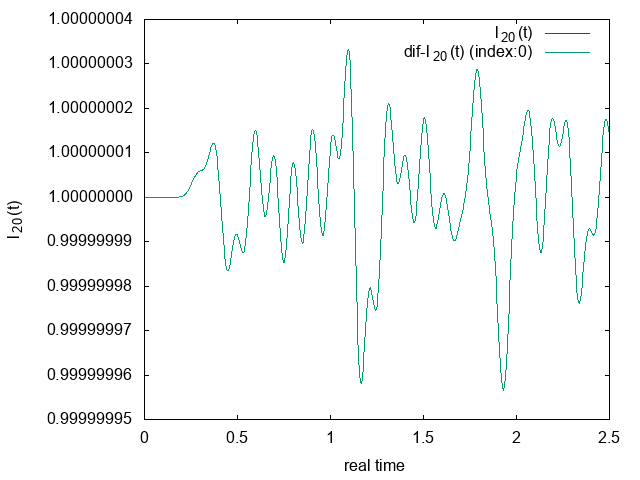 1.00000004
1.00000003
1.00000002
1.00000001
1.00000000
0.99999999
0.99999998
0.99999997
0.99999996
0.99999995
I20(t)
I20(t)
dif-I20(t) (index:0)
0 0.5 1 1.5 2 2.5
real time